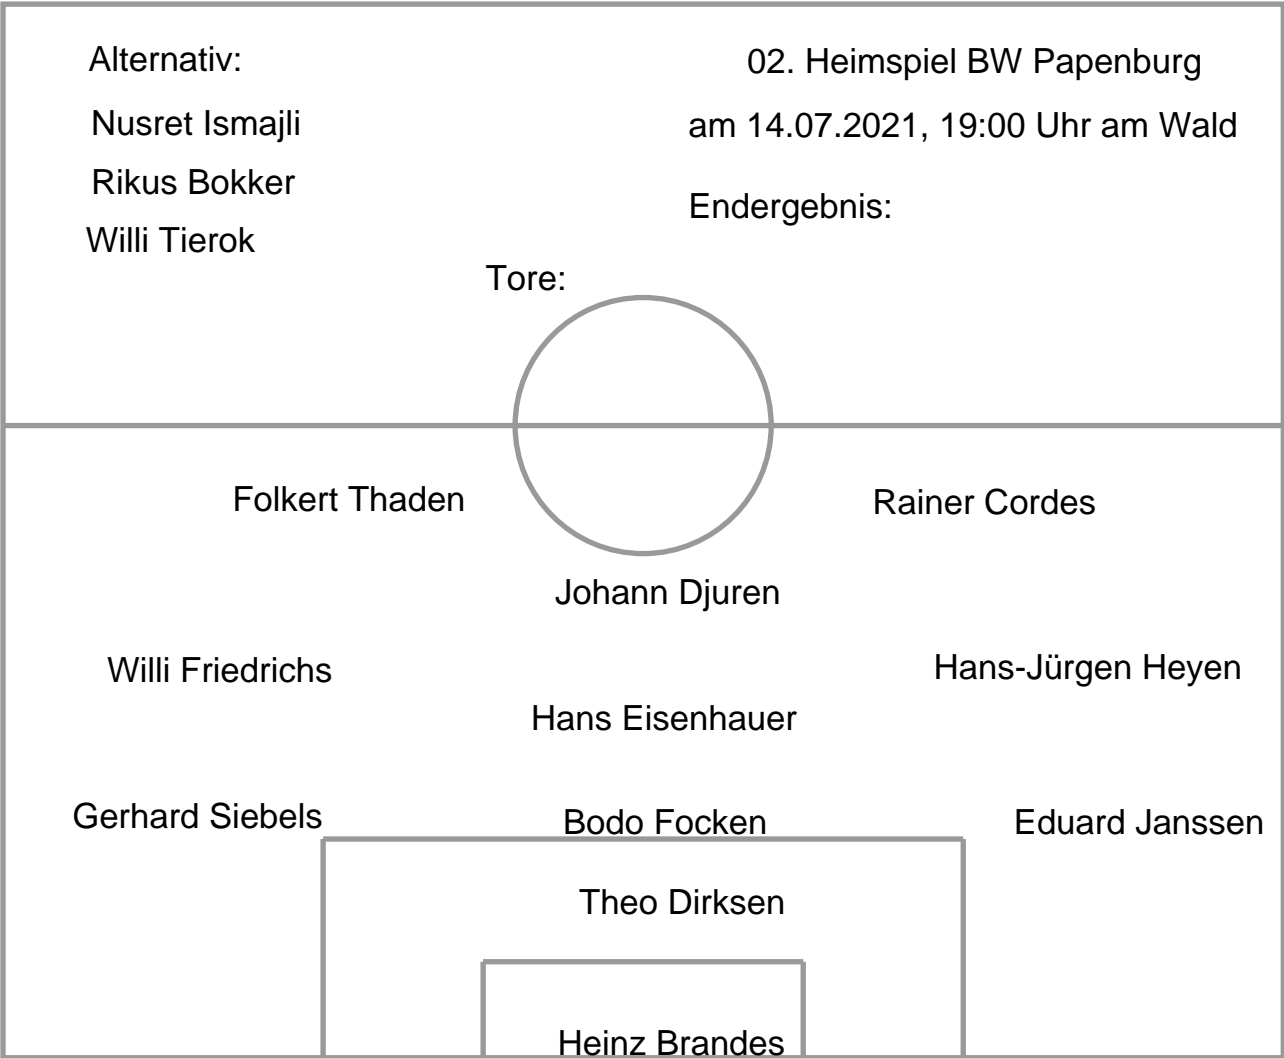 Alternativ:
02. Heimspiel BW Papenburg
Nusret Ismajli
am 14.07.2021, 19:00 Uhr am Wald
Rikus Bokker
Endergebnis:
Willi Tierok
Tore:
Folkert Thaden
Rainer Cordes
Johann Djuren
Willi Friedrichs
Hans-Jürgen Heyen
Hans Eisenhauer
Gerhard Siebels
Bodo Focken
Eduard Janssen
Theo Dirksen
Heinz Brandes